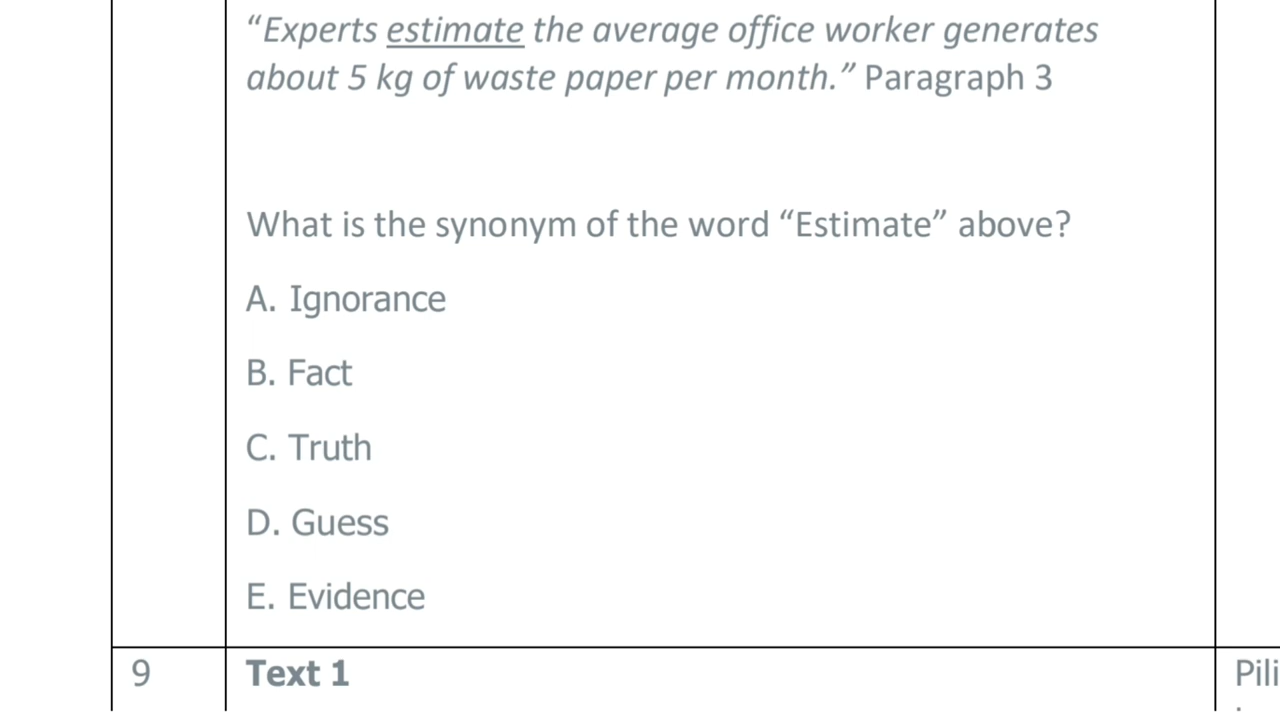 “Experts estimate the average office worker generates
about 5 kg of waste paper per month.” Paragraph 3
What is the synonym of the word “Estimate” above?
A. Ignorance
B. Fact
C. Truth
D. Guess
E. Evidence
9
Text 1
Pili